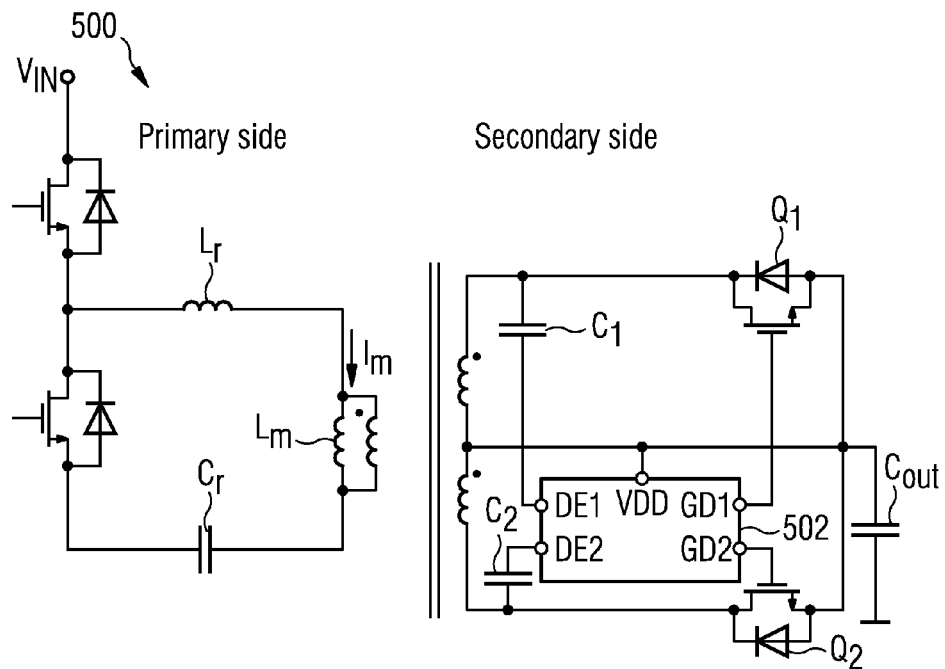 500
V_IN
Primary side
Secondary side
Q_1
L_r
C_1
I_m
L_m
C_r
C_2
DE1
VDD
GD1
DE2
GD2
502
C_out
Q_2